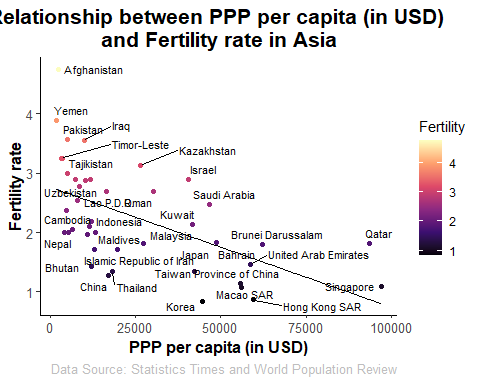 Relationship between PPP per capita (in USD)
and Fertility rate in Asia
Fertility rate
4
3
2
1
Afghanistan
Yemen
Pakistan
Iraq
Timor-Leste
Kazakhstan
Tajikistan
Israel
Uzbekistan
Lao P.D.R.
Oman
Saudi Arabia
Cambodia
Indonesia
Kuwait
Nepal
Maldives
Malaysia
Brunei Darussalam
Qatar
Islamic Republic of Iran
Japan
Bahrain
United Arab Emirates
Bhutan
Taiwan Province of China
China
Thailand
Macao SAR
Singapore
Korea
Hong Kong SAR
0
25000
50000
75000
100000
PPP per capita (in USD)
Data Source: Statistics Times and World Population Review
Fertility
4
3
2
1